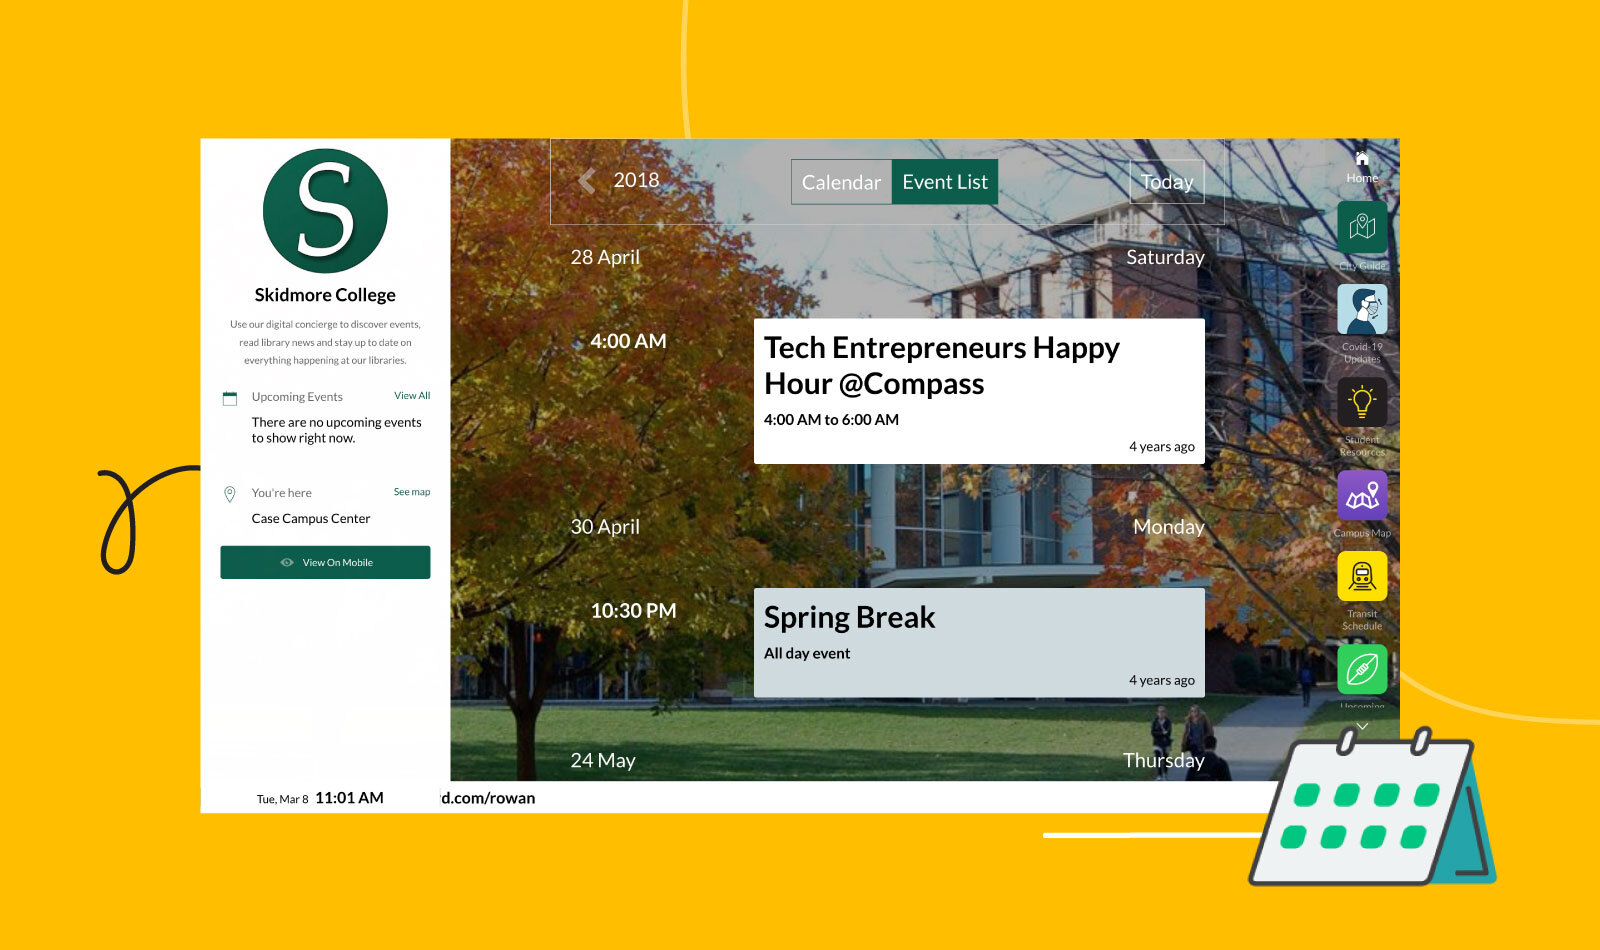 S
Skidmore College
Use our digital concierge to discover events,
read library news and stay up to date on
everything happening at our libraries.
Upcoming Events
View All
There are no upcoming events
to show right now.
You're here
See map
Case Campus Center
View On Mobile
Tue, Mar 8 11:01 AM
d.com/rowan
2018
Calendar
Event List
Today
28 April
Saturday
4:00 AM
Tech Entrepreneurs Happy
Hour @Compass
4:00 AM to 6:00 AM
4 years ago
30 April
Monday
10:30 PM
Spring Break
All day event
4 years ago
24 May
Thursday
Home
City Guide
Covid-19
Updates
Student
Resources
Campus Map
Transit
Schedule
Upcoming